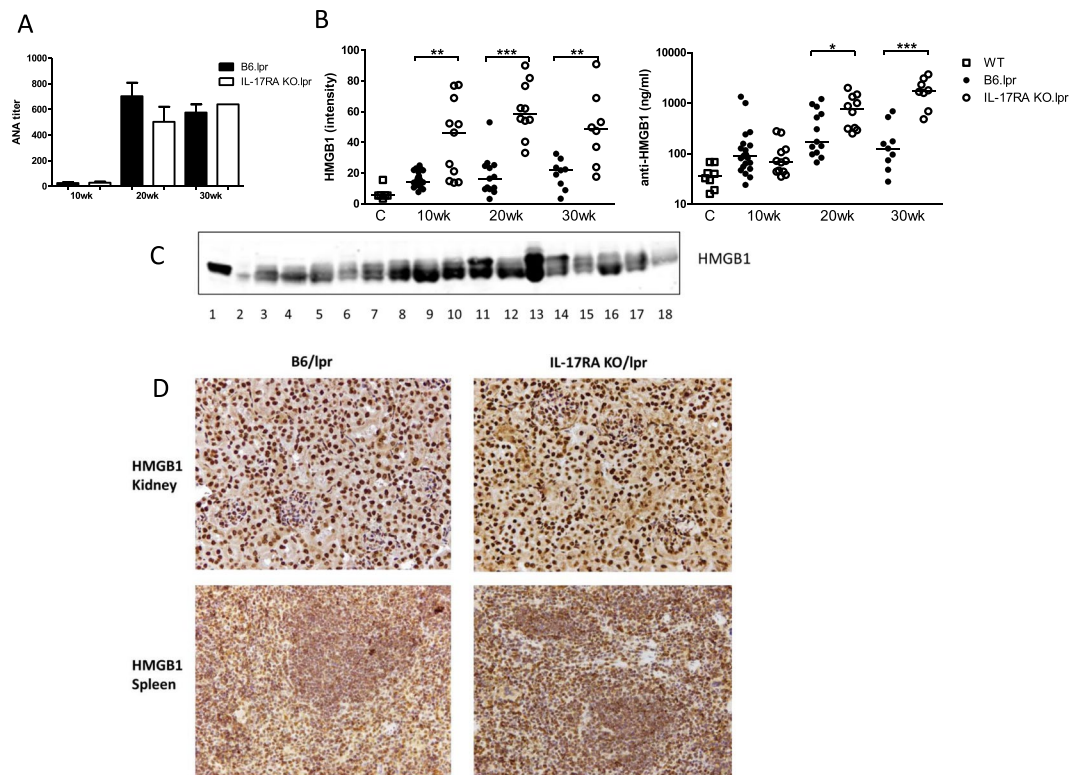 A
B
1000
800
600
400
200
0
ANA titer
10wk
20wk
30wk
B6.lpr
IL-17RA KO.lpr
100
80
60
40
20
0
HMGB1 (intensity)
** *** **
C 10wk 20wk 30wk
10000
1000
100
10
anti-HMGB1 (ng/ml)
* ***
C 10wk 20wk 30wk
WT
B6.lpr
IL-17RA KO.lpr
C
HMGB1
1 2 3 4 5 6 7 8 9 10 11 12 13 14 15 16 17 18
B6/lpr
IL-17RA KO/lpr
D
HMGB1
Kidney
HMGB1
Spleen